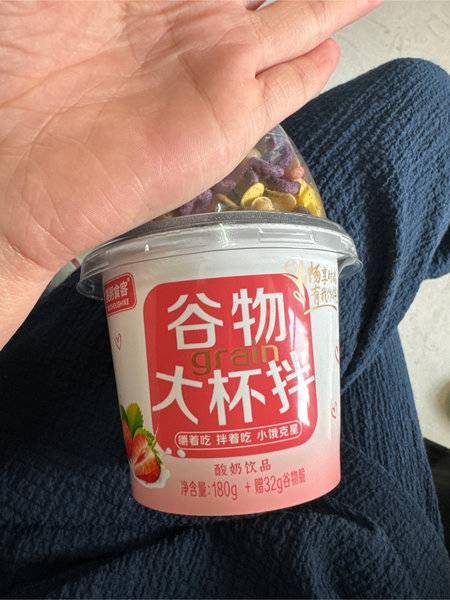 谷物
grain
大杯拌
嚼着吃 拌着吃 小饿克星
酸奶饮品
净含量:180g + 赠32g谷物脆